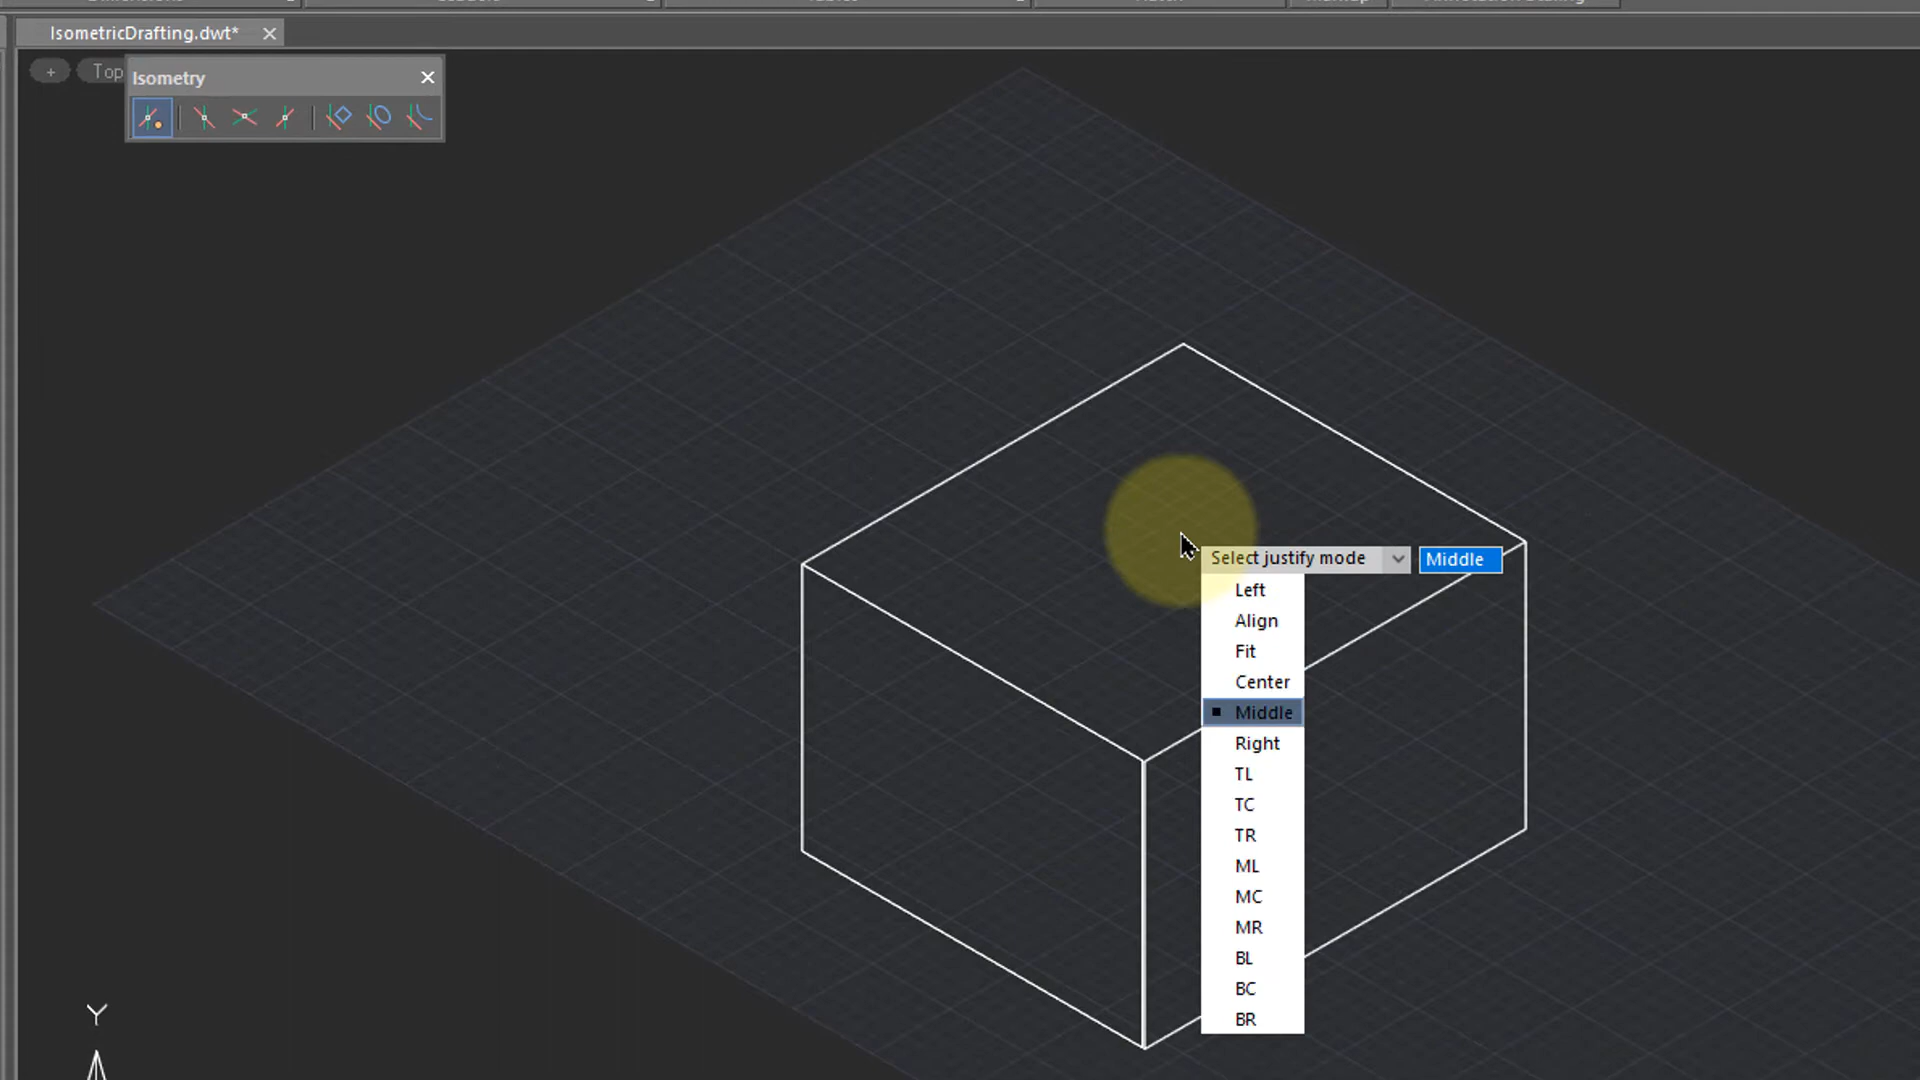 IsometricDrafting.dwt*
+
Top
Isometry
Select justify mode
Middle
Left
Align
Fit
Center
Middle
Right
TL
TC
TR
ML
MC
MR
BL
BC
BR
Y